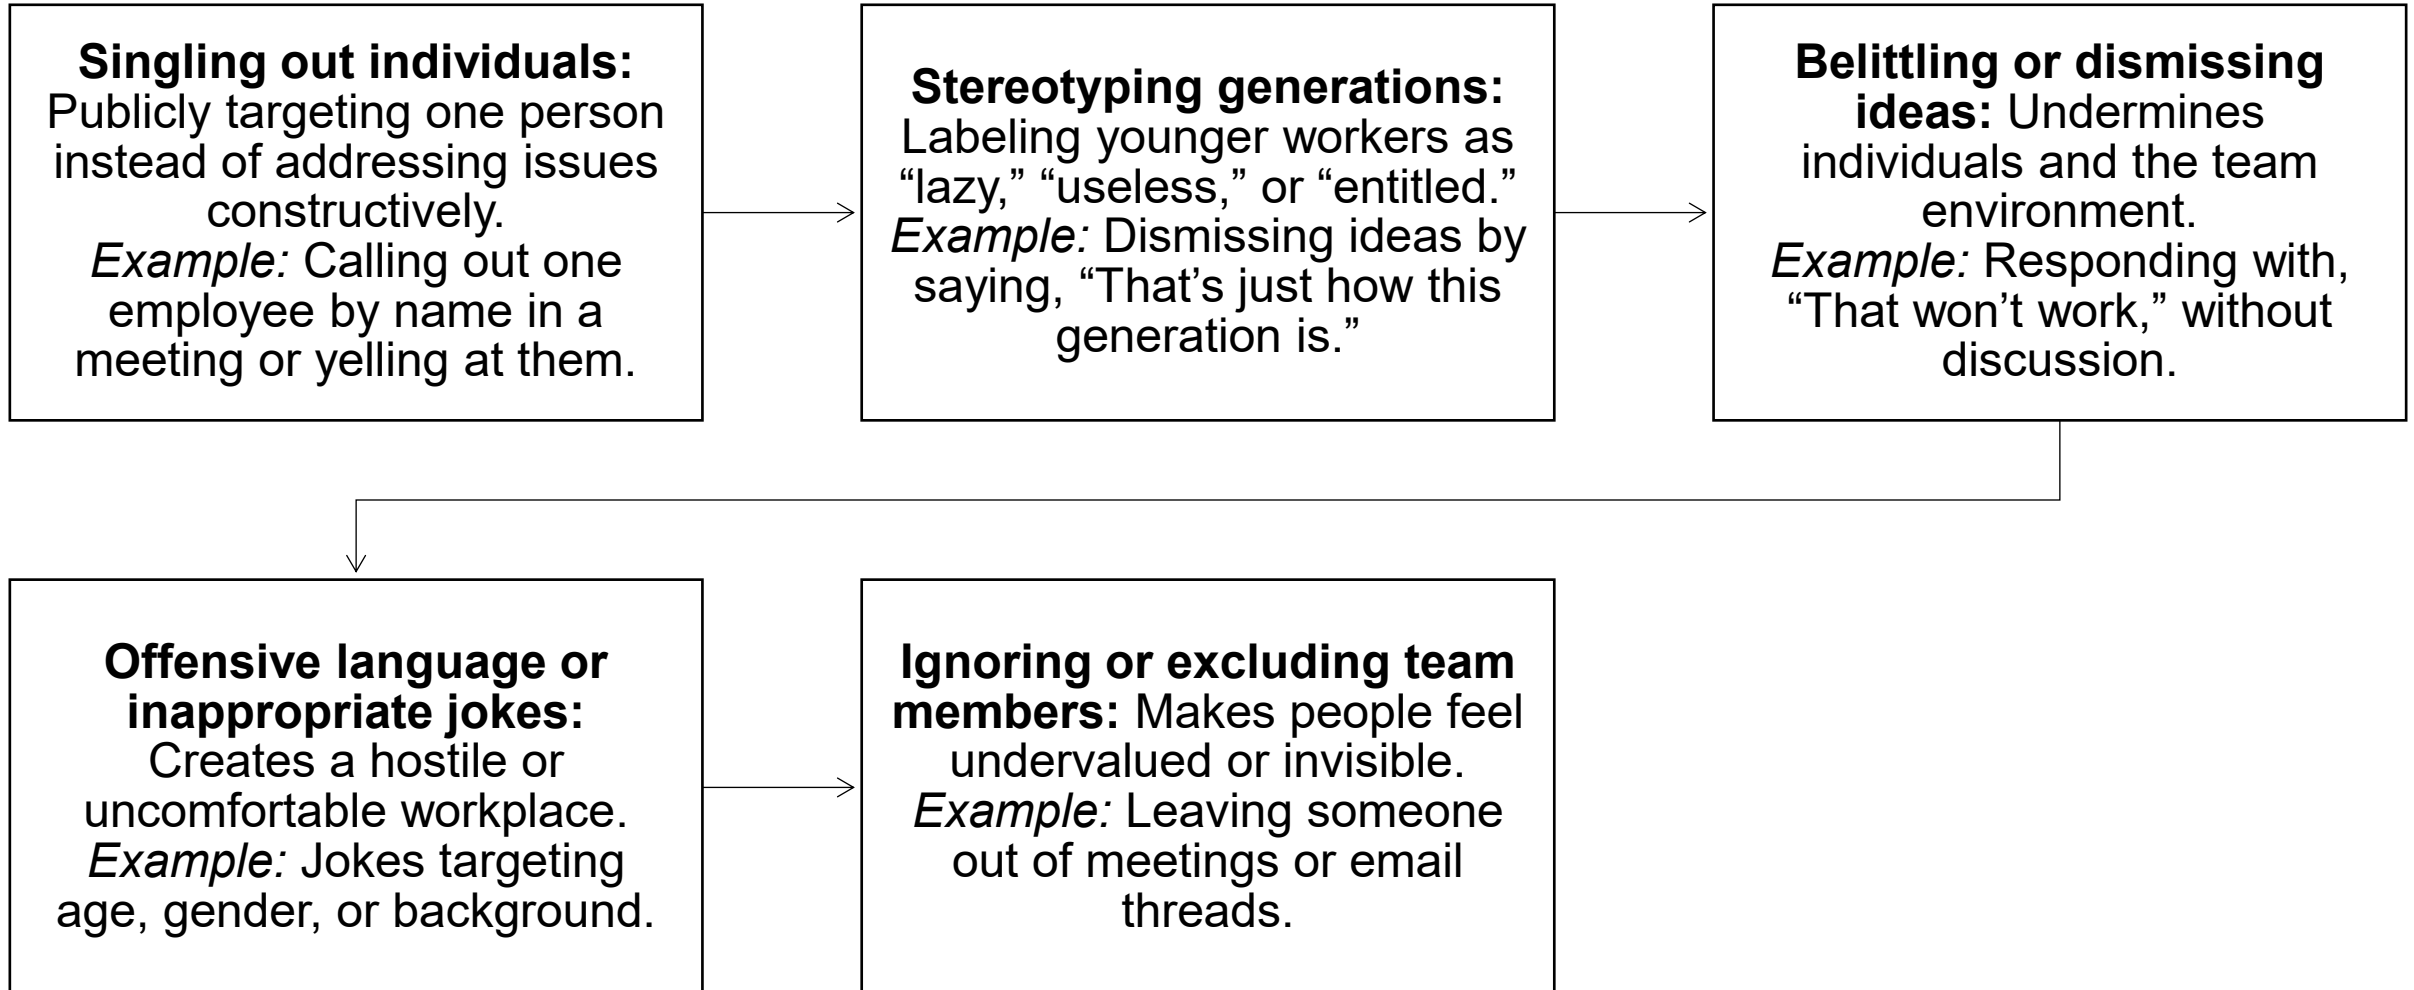 Singling out individuals:
Publicly targeting one person
instead of addressing issues
constructively.
Example: Calling out one
employee by name in a
meeting or yelling at them.
Stereotyping generations:
Labeling younger workers as
“lazy,” “useless,” or “entitled.”
Example: Dismissing ideas by
saying, “That’s just how this
generation is.”
Belittling or dismissing
ideas: Undermines
individuals and the team
environment.
Example: Responding with,
“That won’t work,” without
discussion.
Offensive language or
inappropriate jokes:
Creates a hostile or
uncomfortable workplace.
Example: Jokes targeting
age, gender, or background.
Ignoring or excluding team
members: Makes people feel
undervalued or invisible.
Example: Leaving someone
out of meetings or email
threads.